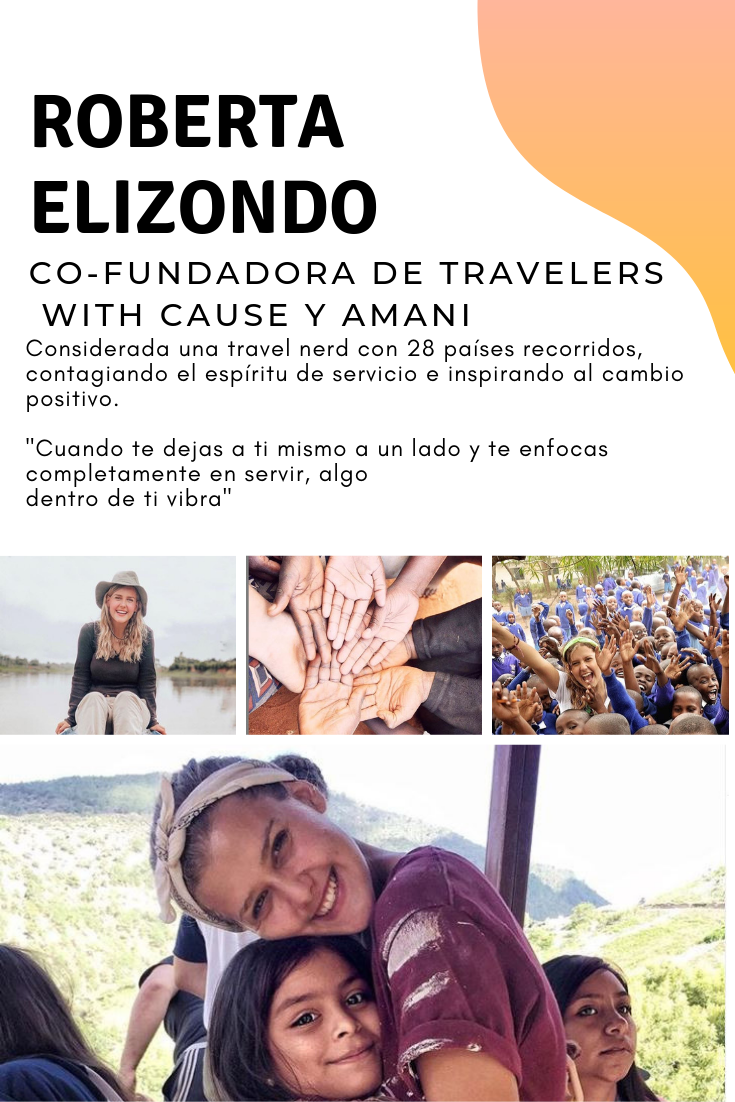 ROBERTA
ELIZONDO
CO-FUNDADORA DE TRAVELERS
WITH CAUSE Y AMANI
Considerada una travel nerd con 28 países recorridos,
contagiando el espíritu de servicio e inspirando al cambio
positivo.
"Cuando te dejas a ti mismo a un lado y te enfocas
completamente en servir, algo
dentro de ti vibra"